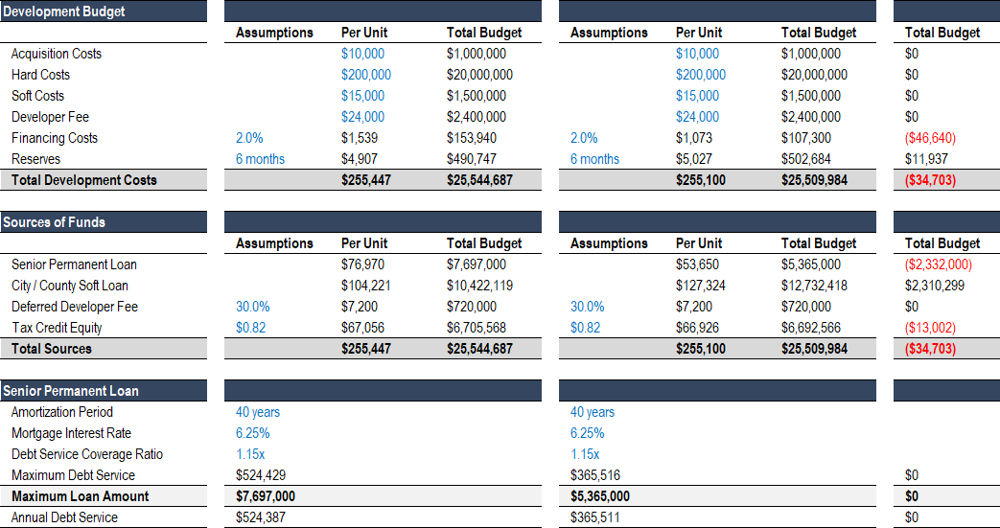 Development Budget
Assumptions Per Unit Total Budget Assumptions Per Unit Total Budget Total Budget
Acquisition Costs $10,000 $1,000,000 $10,000 $1,000,000 $0
Hard Costs $200,000 $20,000,000 $200,000 $20,000,000 $0
Soft Costs $15,000 $1,500,000 $15,000 $1,500,000 $0
Developer Fee $24,000 $2,400,000 $24,000 $2,400,000 $0
Financing Costs 2.0% $1,539 $153,940 2.0% $1,073 $107,300 ($46,640)
Reserves 6 months $4,907 $490,747 6 months $5,027 $502,684 $11,937
Total Development Costs $255,447 $25,544,687 $255,100 $25,509,984 ($34,703)
Sources of Funds
Assumptions Per Unit Total Budget Assumptions Per Unit Total Budget Total Budget
Senior Permanent Loan $76,970 $7,697,000 $53,650 $5,365,000 ($2,332,000)
City / County Soft Loan $104,221 $10,422,119 $127,324 $12,732,418 $2,310,299
Deferred Developer Fee 30.0% $7,200 $720,000 30.0% $7,200 $720,000 $0
Tax Credit Equity $0.82 $67,056 $6,705,568 $0.82 $66,926 $6,692,566 ($13,002)
Total Sources $255,447 $25,544,687 $255,100 $25,509,984 ($34,703)
Senior Permanent Loan
Amortization Period 40 years 40 years
Mortgage Interest Rate 6.25% 6.25%
Debt Service Coverage Ratio 1.15x 1.15x
Maximum Debt Service $524,429 $365,516 $0
Maximum Loan Amount $7,697,000 $5,365,000 $0
Annual Debt Service $524,387 $365,511 $0